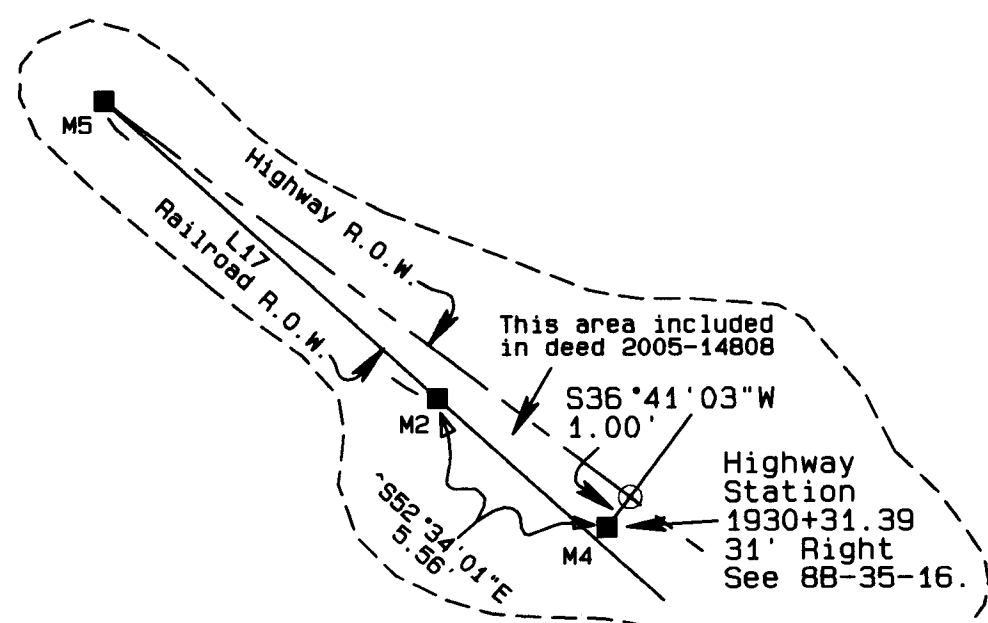 M5
Highway R.O.W.
L17
Railroad R.O.W.
This area included
in deed 2005-14808
S36°41'03"W
1.00'
M2
Highway
Station
1930+31.39
31' Right
See 8B-35-16.
M4
S52°34'01"E
5.56'